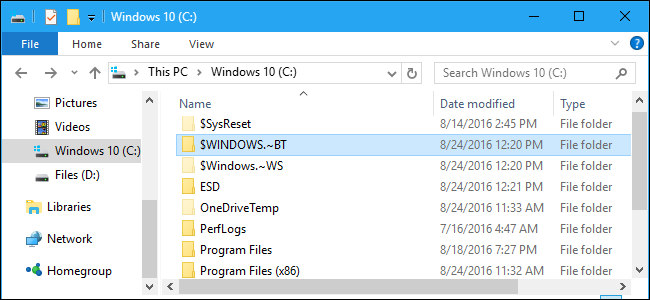 Windows 10 (C:)
File Home Share View
This PC Windows 10 (C:) Search Windows 10 (C:)
Name Date modified Type
Pictures
Videos
Windows 10 (C:)
Files (D:)
Libraries
Network
Homegroup
$SysReset 8/14/2016 2:45 PM File folder
$WINDOWS.~BT 8/24/2016 12:20 PM File folder
$Windows.~WS 8/24/2016 12:20 PM File folder
ESD 8/24/2016 12:21 PM File folder
OneDriveTemp 8/24/2016 11:33 AM File folder
PerfLogs 7/16/2016 4:47 AM File folder
Program Files 8/18/2016 7:27 PM File folder
Program Files (x86) 8/24/2016 11:32 AM File folder